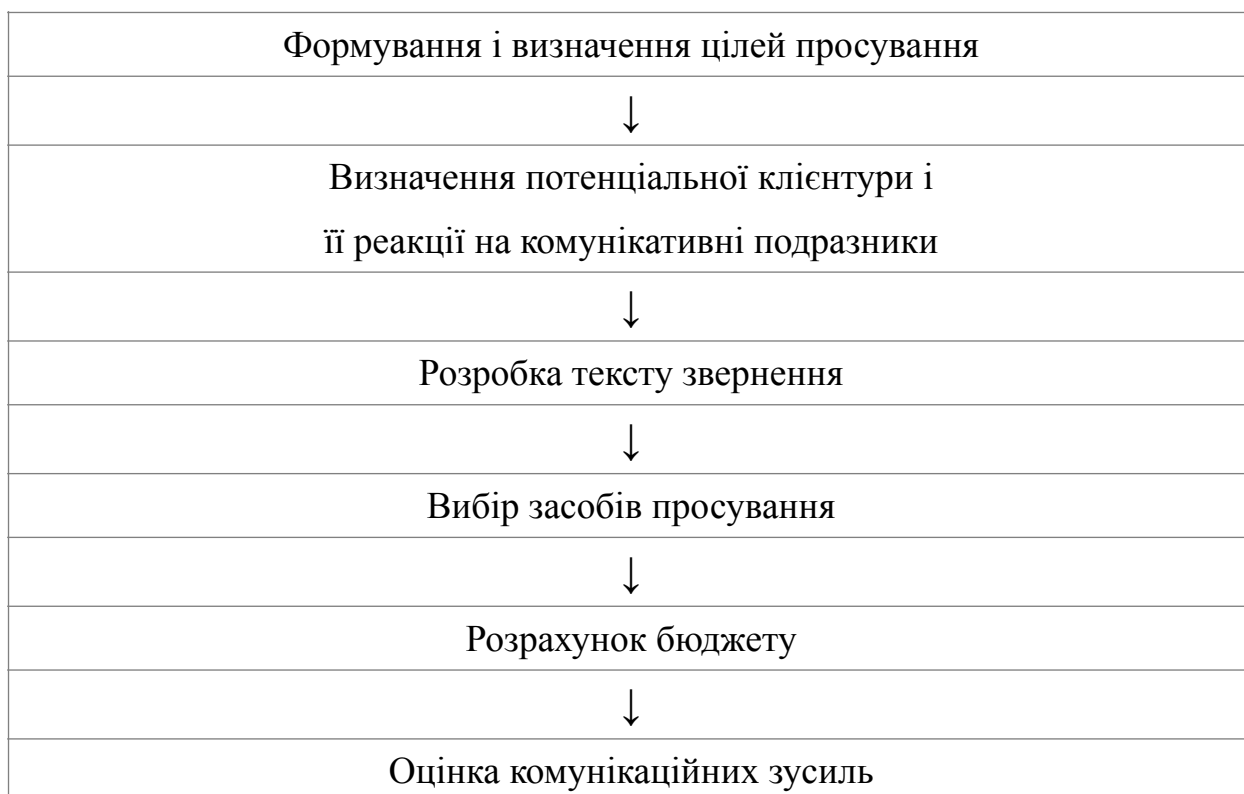 Формування і визначення цілей просування
↓
Визначення потенціальної клієнтури і
її реакції на комунікативні подразники
↓
Розробка тексту звернення
↓
Вибір засобів просування
↓
Розрахунок бюджету
↓
Оцінка комунікаційних зусиль